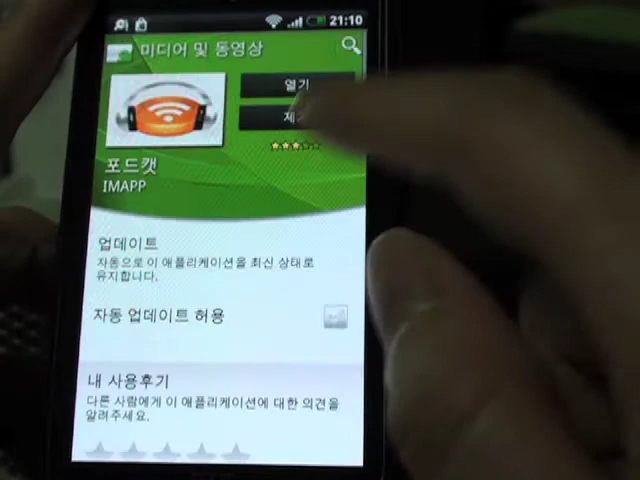 21:10
미디어 및 동영상
열기
포드캣
IMAPP
업데이트
자동으로 이 애플리케이션을 최신 상태로
유지합니다.
자동 업데이트 허용
내 사용후기
다른 사람에게 이 애플리케이션에 대한 의견을
알려주세요.